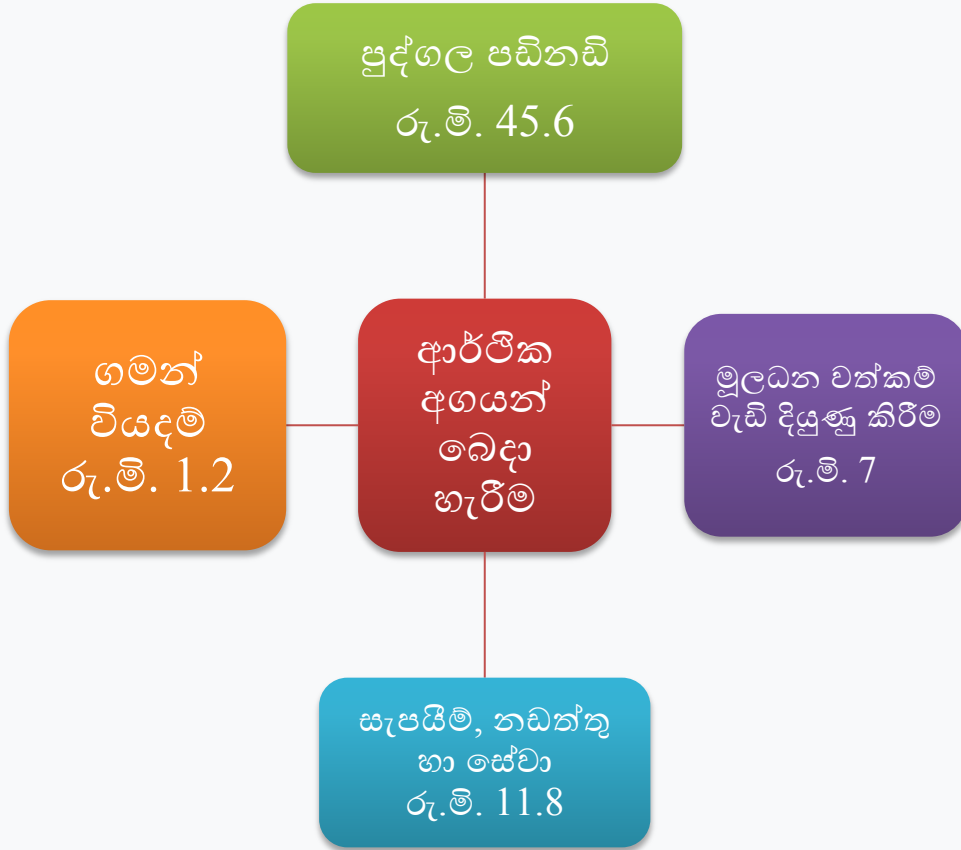 පුද්ගල පඩිනඩි
රු.මි. 45.6
ගමන්
වියදම්
රු.මි. 1.2
ආර්ථික
අගයන්
බෙදා
හැරීම
මූලධන වත්කම්
වැඩි දියුණු කිරීම
රු.මි. 7
සැපයීම්, නඩත්තු
හා සේවා
රු.මි. 11.8